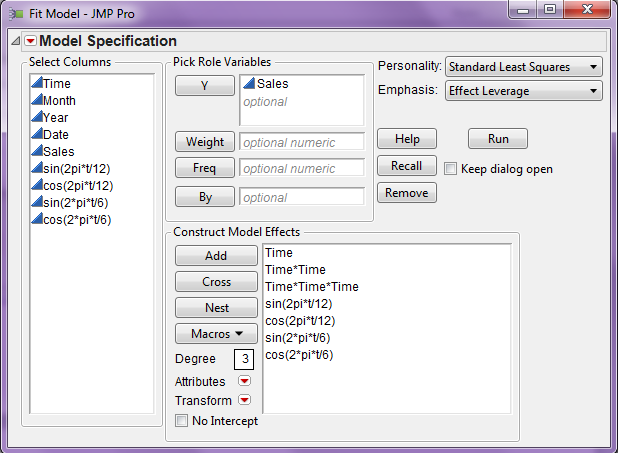 Fit Model - JMP Pro
Model Specification
Select Columns
Time
Month
Year
Date
Sales
sin(2pi*t/12)
cos(2pi*t/12)
sin(2*pi*t/6)
cos(2*pi*t/6)
Pick Role Variables
Y
Sales
optional
Weight
optional numeric
Freq
optional numeric
By
optional
Personality:
Standard Least Squares
Emphasis:
Effect Leverage
Help
Run
Recall
Keep dialog open
Remove
Construct Model Effects
Add
Cross
Nest
Macros
Degree
3
Attributes
Transform
No Intercept
Time
Time*Time
Time*Time*Time
sin(2pi*t/12)
cos(2pi*t/12)
sin(2*pi*t/6)
cos(2*pi*t/6)